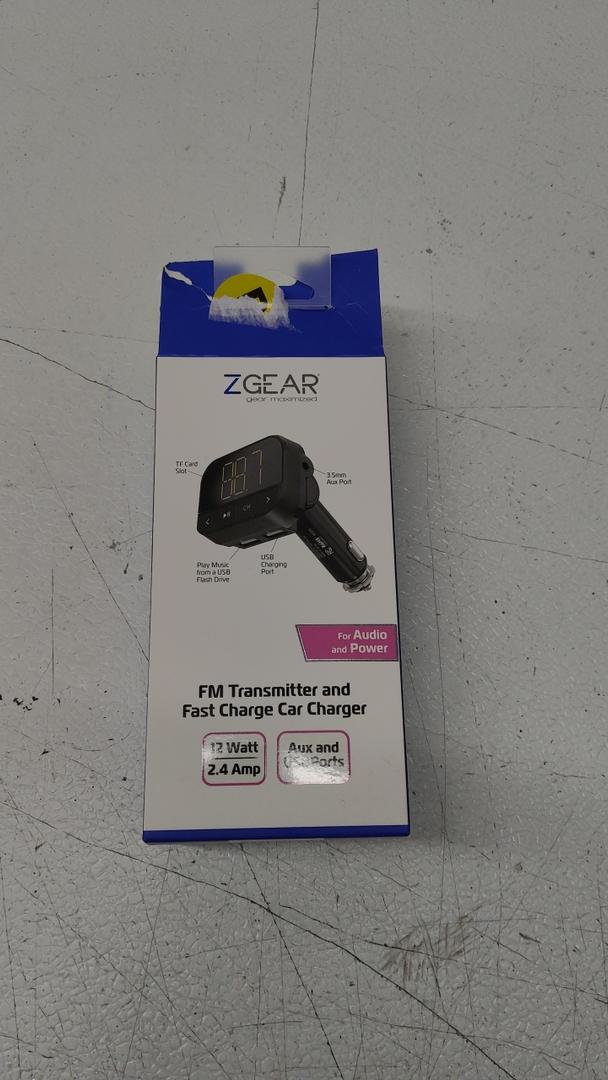 ZGEAR
gear maximized
TF Card
Slot
3.5mm
Aux Port
88.7
CH
Play Music
from a USB
Flash Drive
USB
Charging
Port
For Audio
and Power
FM Transmitter and
Fast Charge Car Charger
12 Watt
2.4 Amp
Aux and
USB Ports